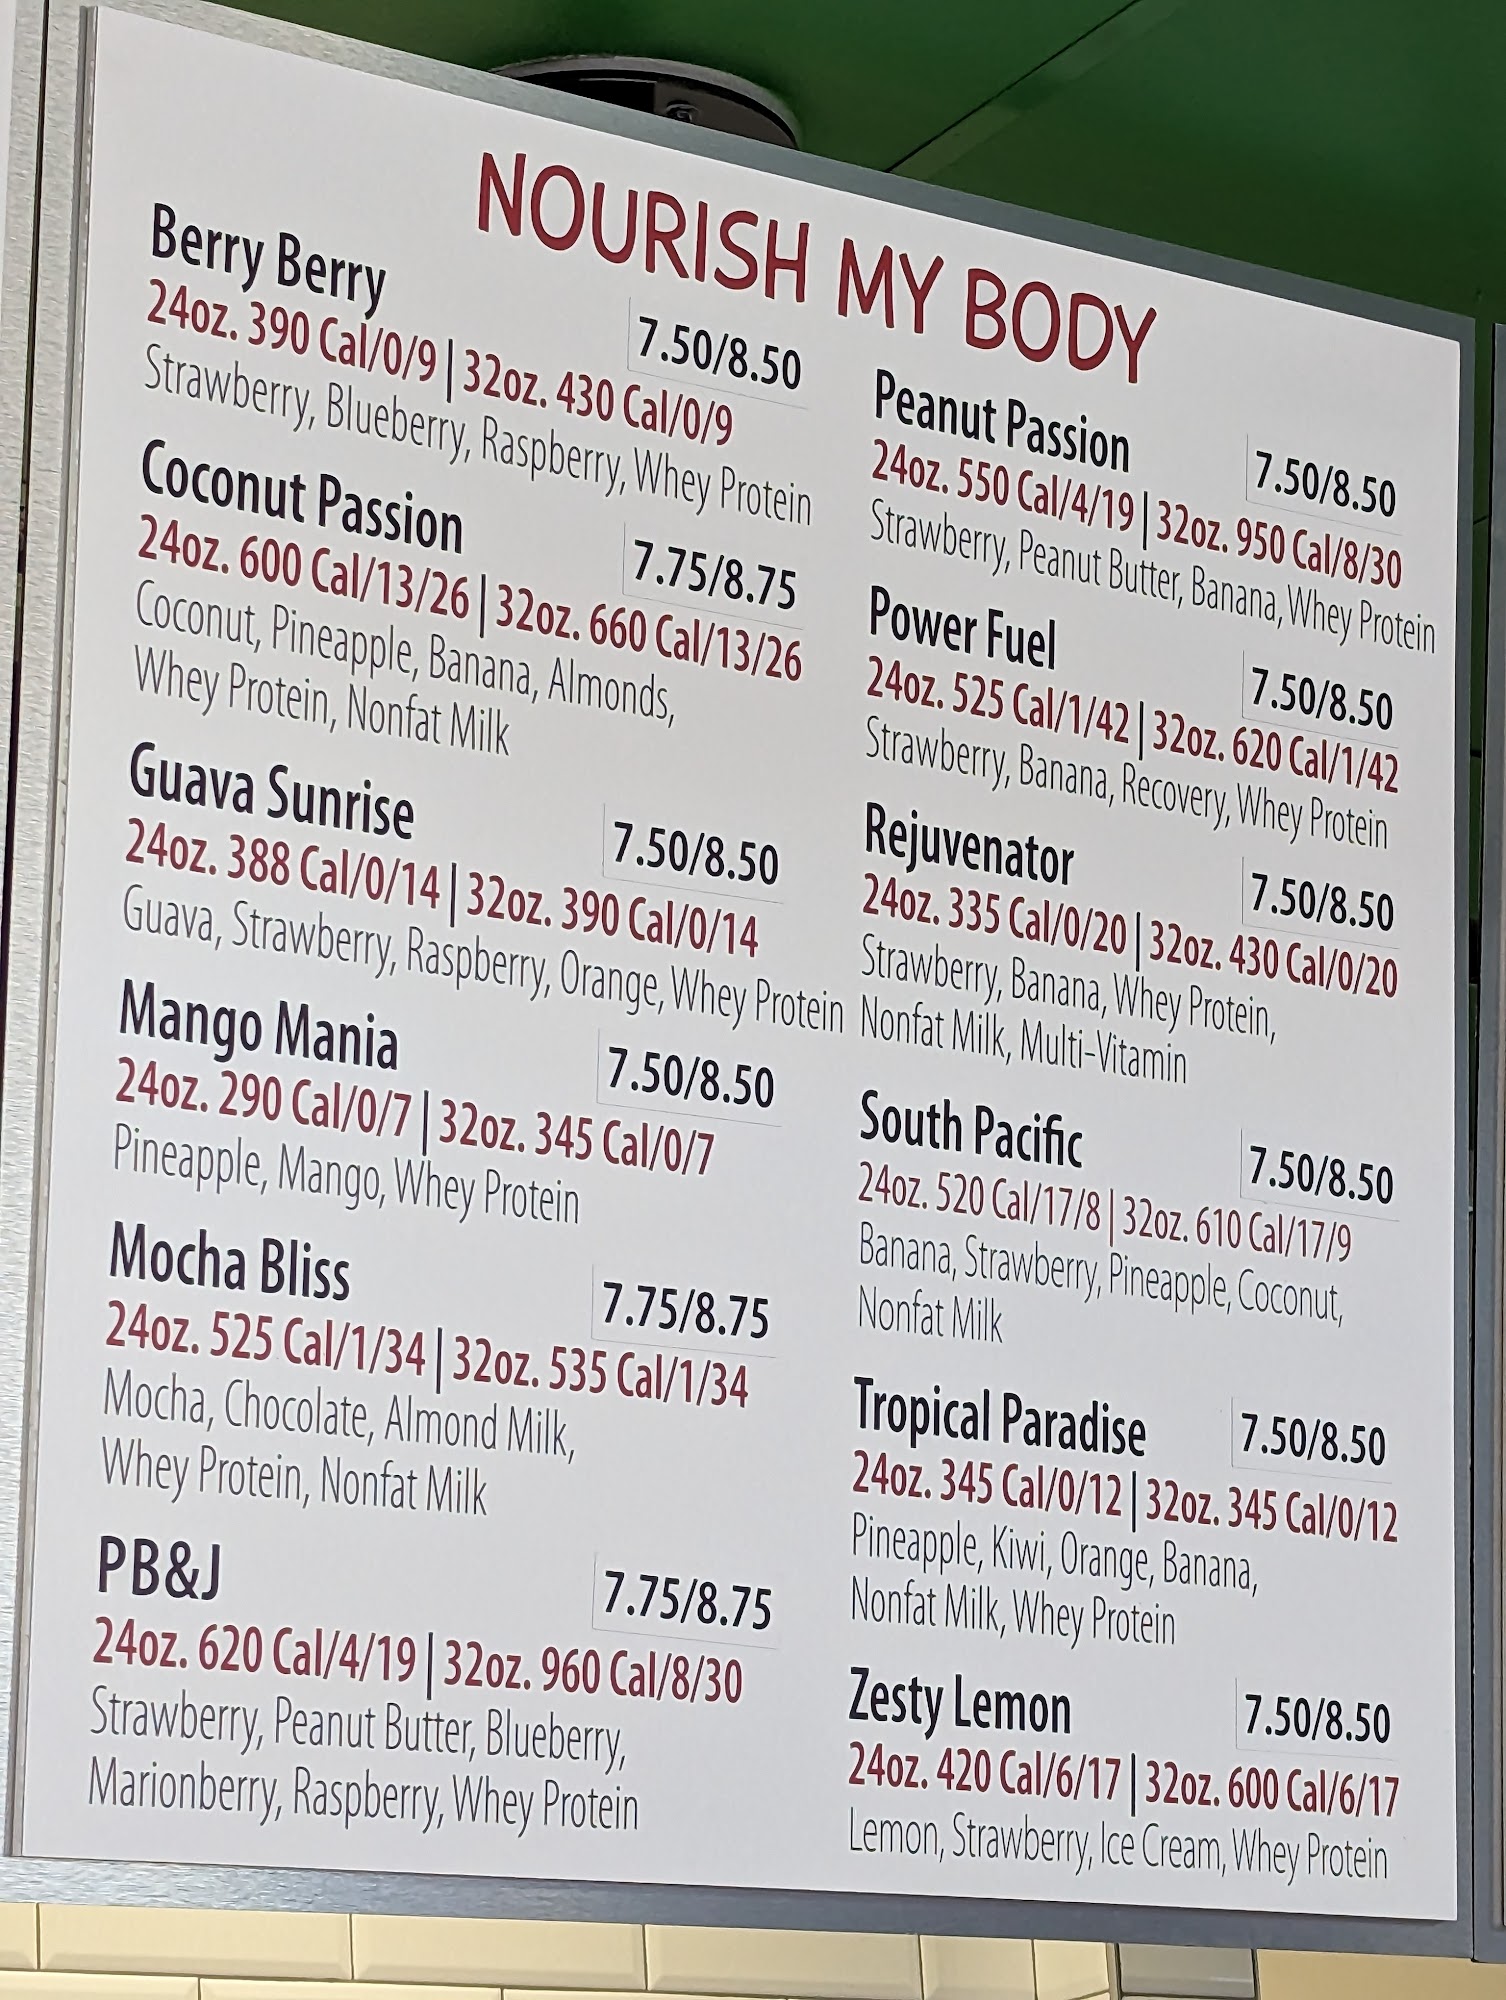 NOURISH MY BODY
Berry Berry
7.50/8.50
24oz. 390 Cal/0/9 | 32oz. 430 Cal/0/9
Strawberry, Blueberry, Raspberry, Whey Protein
Coconut Passion
7.75/8.75
24oz. 600 Cal/13/26 | 32oz. 660 Cal/13/26
Coconut, Pineapple, Banana, Almonds,
Whey Protein, Nonfat Milk
Guava Sunrise
7.50/8.50
24oz. 388 Cal/0/14 | 32oz. 390 Cal/0/14
Guava, Strawberry, Raspberry, Orange, Whey Protein
Mango Mania
7.50/8.50
24oz. 290 Cal/0/7 | 32oz. 345 Cal/0/7
Pineapple, Mango, Whey Protein
Mocha Bliss
7.75/8.75
24oz. 525 Cal/1/34 | 32oz. 535 Cal/1/34
Mocha, Chocolate, Almond Milk,
Whey Protein, Nonfat Milk
PB&J
7.75/8.75
24oz. 620 Cal/4/19 | 32oz. 960 Cal/8/30
Strawberry, Peanut Butter, Blueberry,
Marionberry, Raspberry, Whey Protein
Peanut Passion
7.50/8.50
24oz. 550 Cal/4/19 | 32oz. 950 Cal/8/30
Strawberry, Peanut Butter, Banana, Whey Protein
Power Fuel
7.50/8.50
24oz. 525 Cal/1/42 | 32oz. 620 Cal/1/42
Strawberry, Banana, Recovery, Whey Protein
Rejuvenator
7.50/8.50
24oz. 335 Cal/0/20 | 32oz. 430 Cal/0/20
Strawberry, Banana, Whey Protein,
Nonfat Milk, Multi-Vitamin
South Pacific
7.50/8.50
24oz. 520 Cal/17/8 | 32oz. 610 Cal/17/9
Banana, Strawberry, Pineapple, Coconut,
Nonfat Milk
Tropical Paradise
7.50/8.50
24oz. 345 Cal/0/12 | 32oz. 345 Cal/0/12
Pineapple, Kiwi, Orange, Banana,
Nonfat Milk, Whey Protein
Zesty Lemon
7.50/8.50
24oz. 420 Cal/6/17 | 32oz. 600 Cal/6/17
Lemon, Strawberry, Ice Cream, Whey Protein